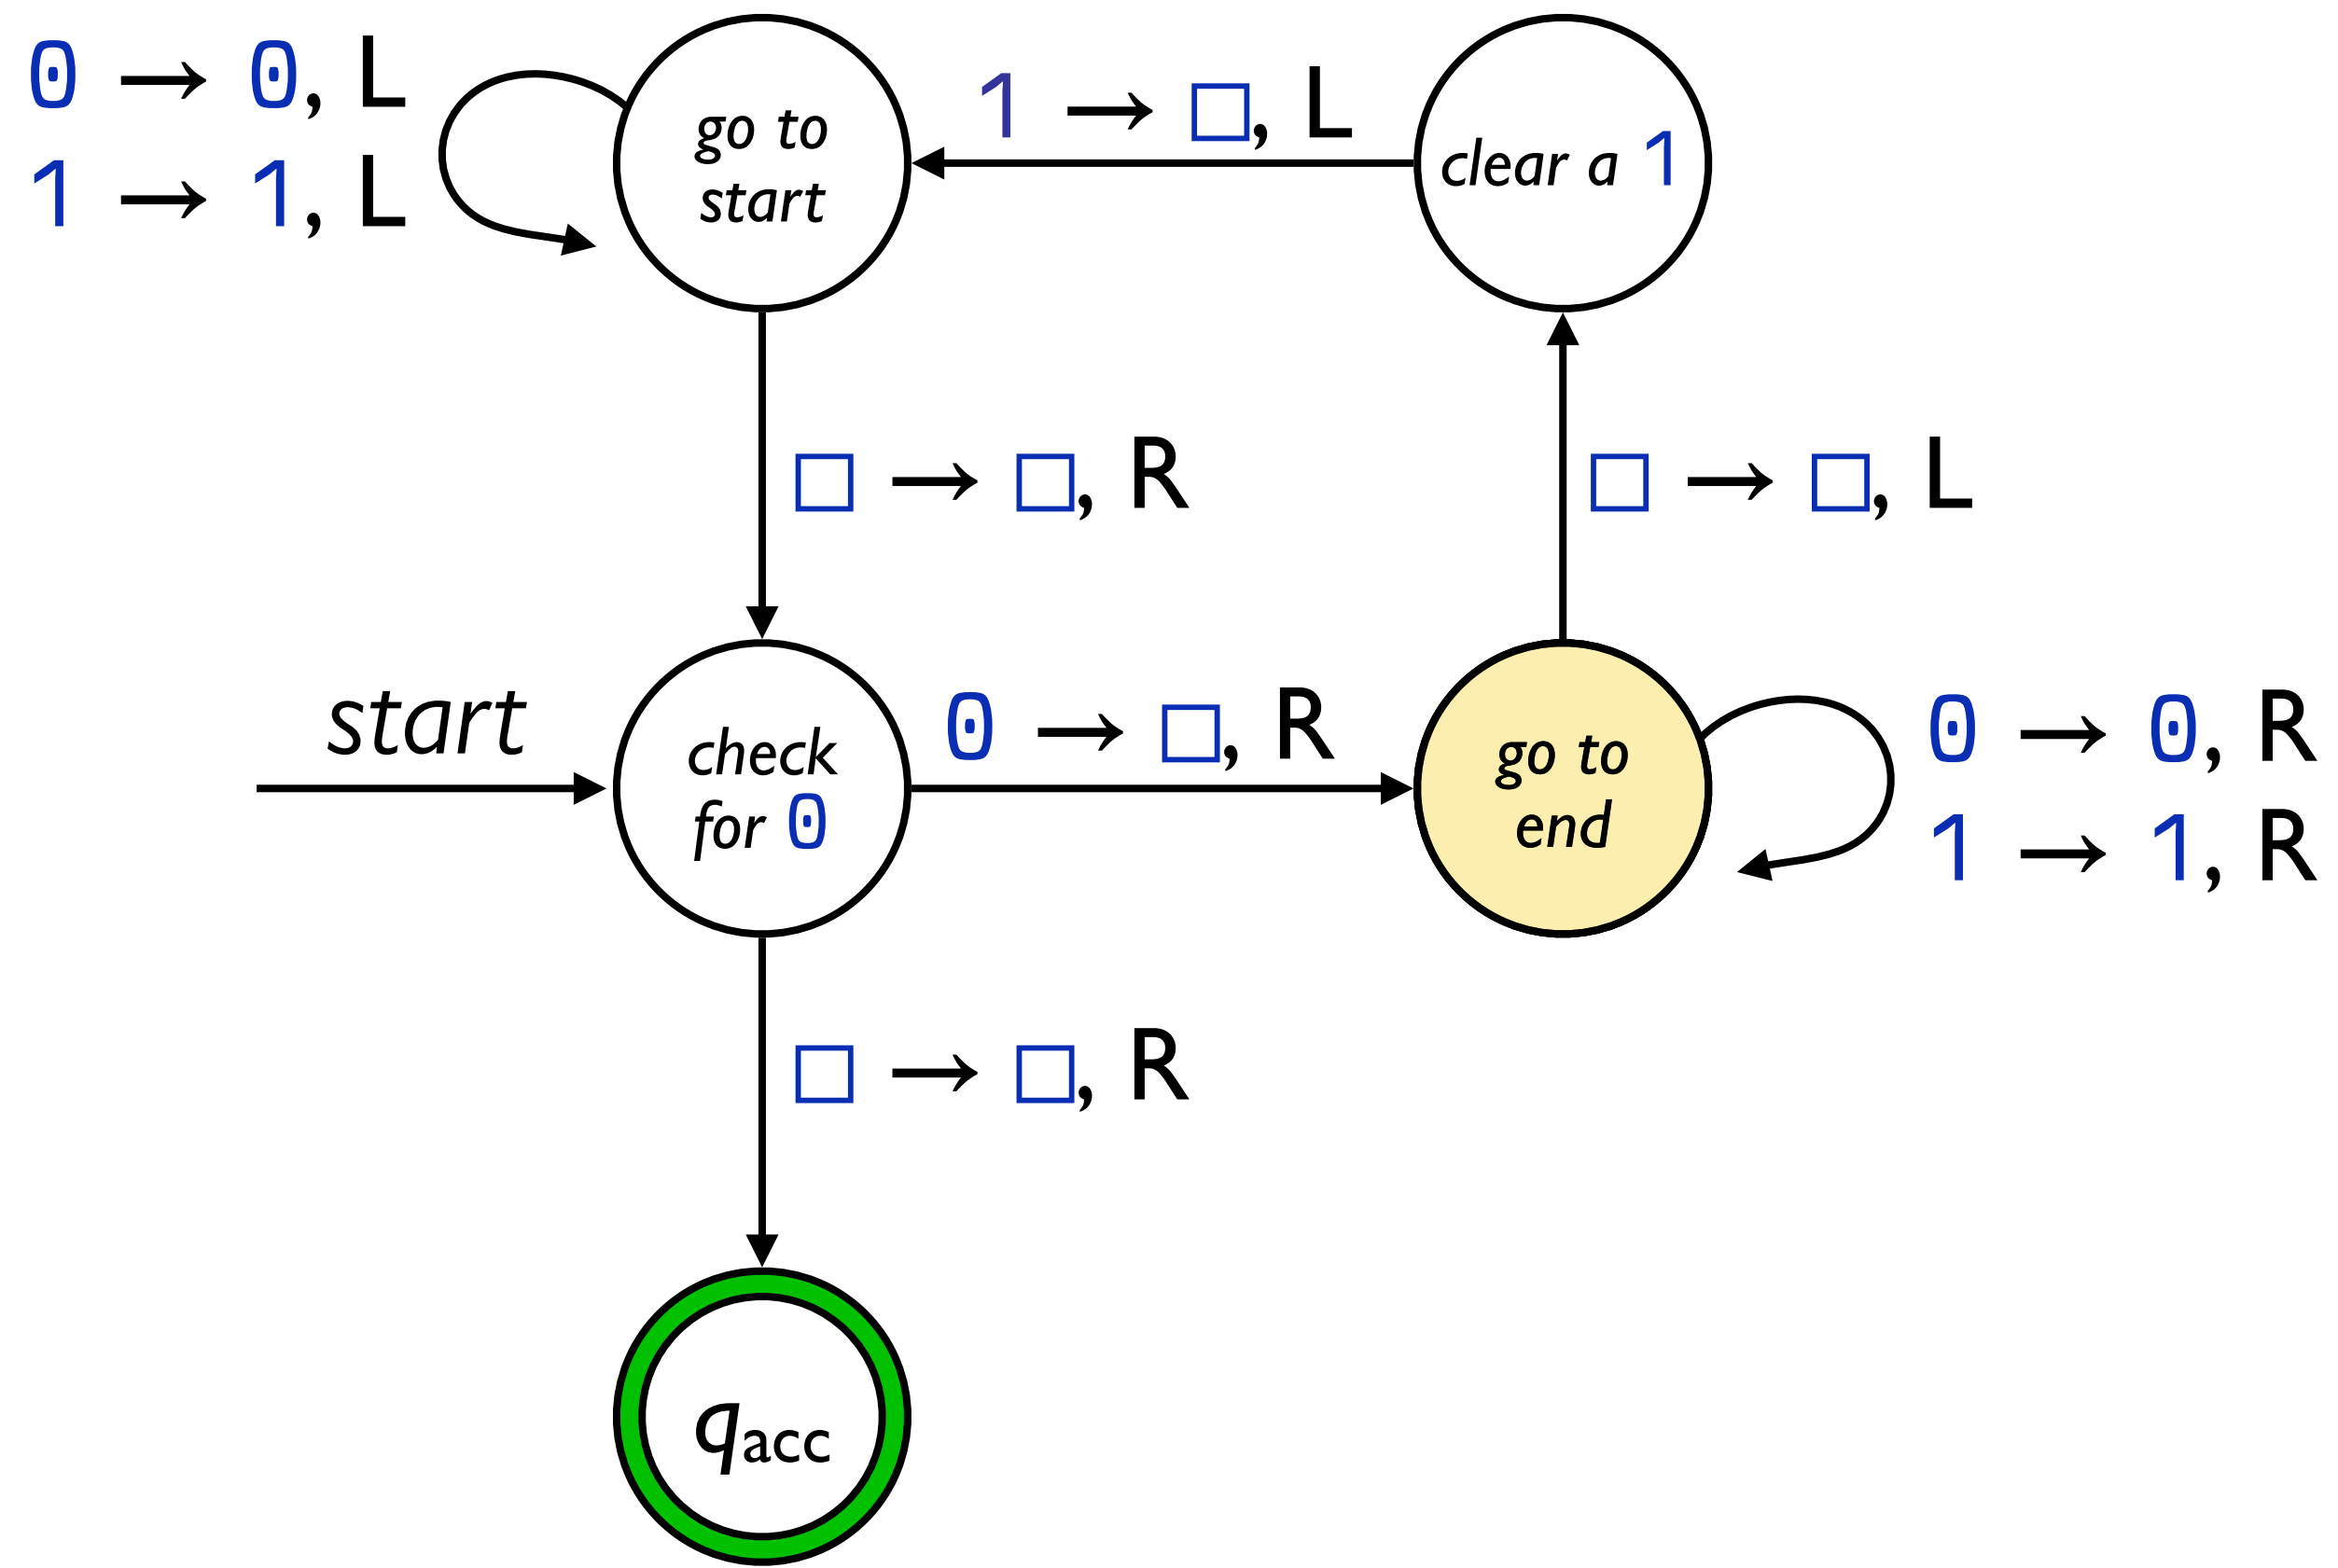 0 → 0, L
1 → 1, L
go to
start
1 → □, L
clear a 1
□ → □, R
□ → □, L
start
check
for 0
0 → □, R
go to
end
0 → 0, R
1 → 1, R
□ → □, R
qacc